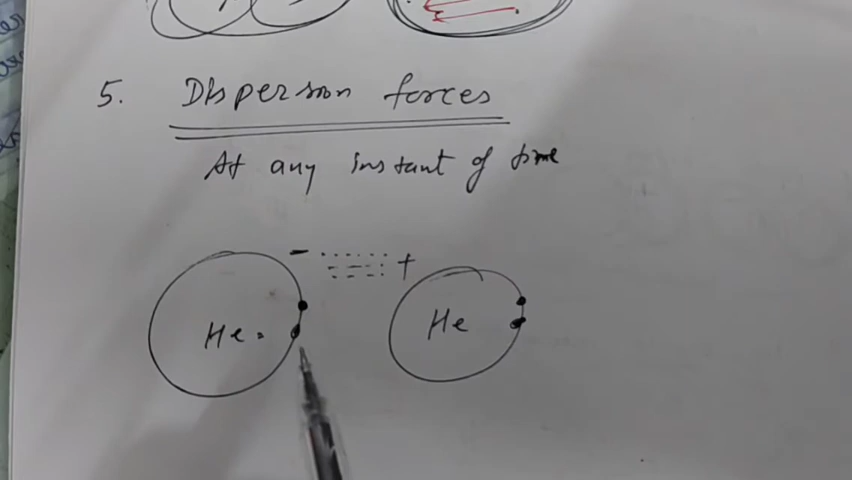 5. Dispersion forces
At any instant of time
- +
He. He